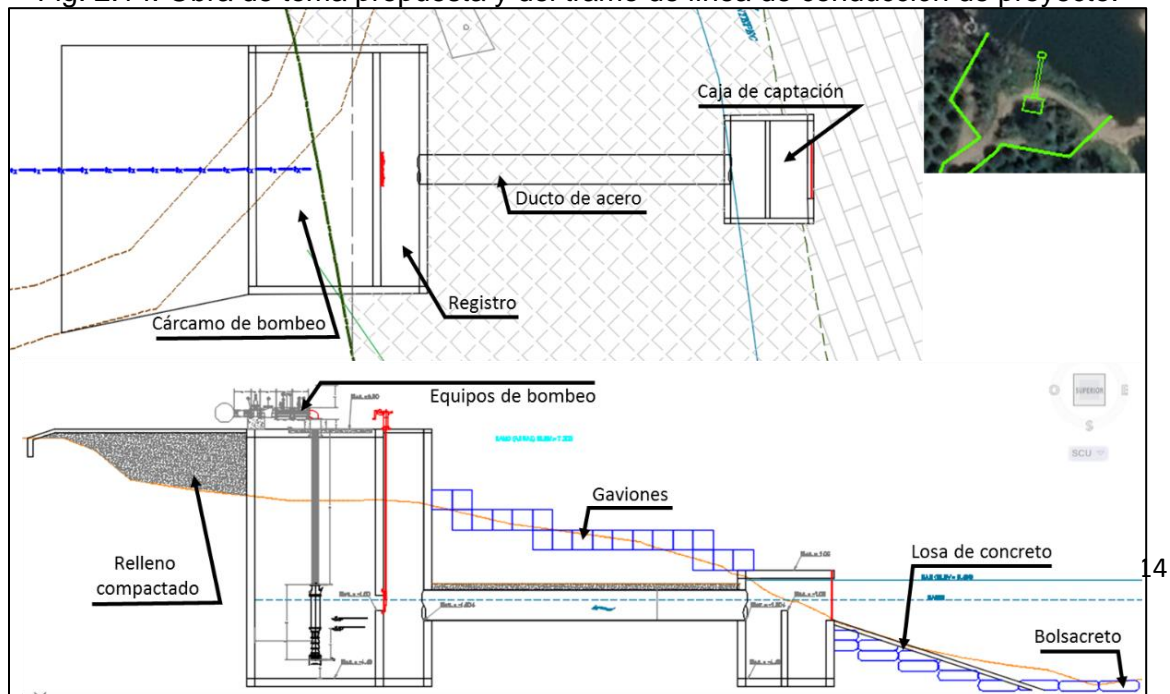 Fig. 2.14. Obra de toma propuesta y del tramo de línea de conducción de proyecto.
Caja de captación
Ducto de acero
Registro
Cárcamo de bombeo
Equipos de bombeo
SUPERIOR
S
SCU
Gaviones
Relleno
compactado
Losa de concreto
14
Bolsacreto